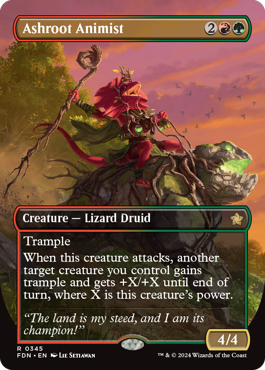 Ashroot Animist 2
Creature — Lizard Druid
Trample
When this creature attacks, another
target creature you control gains
trample and gets +X/+X until end of
turn, where X is this creature's power.
"The land is my steed, and I am its
champion!"
4/4
R 0345
FDN • EN Lee Setiawan
™ & © 2024 Wizards of the Coast